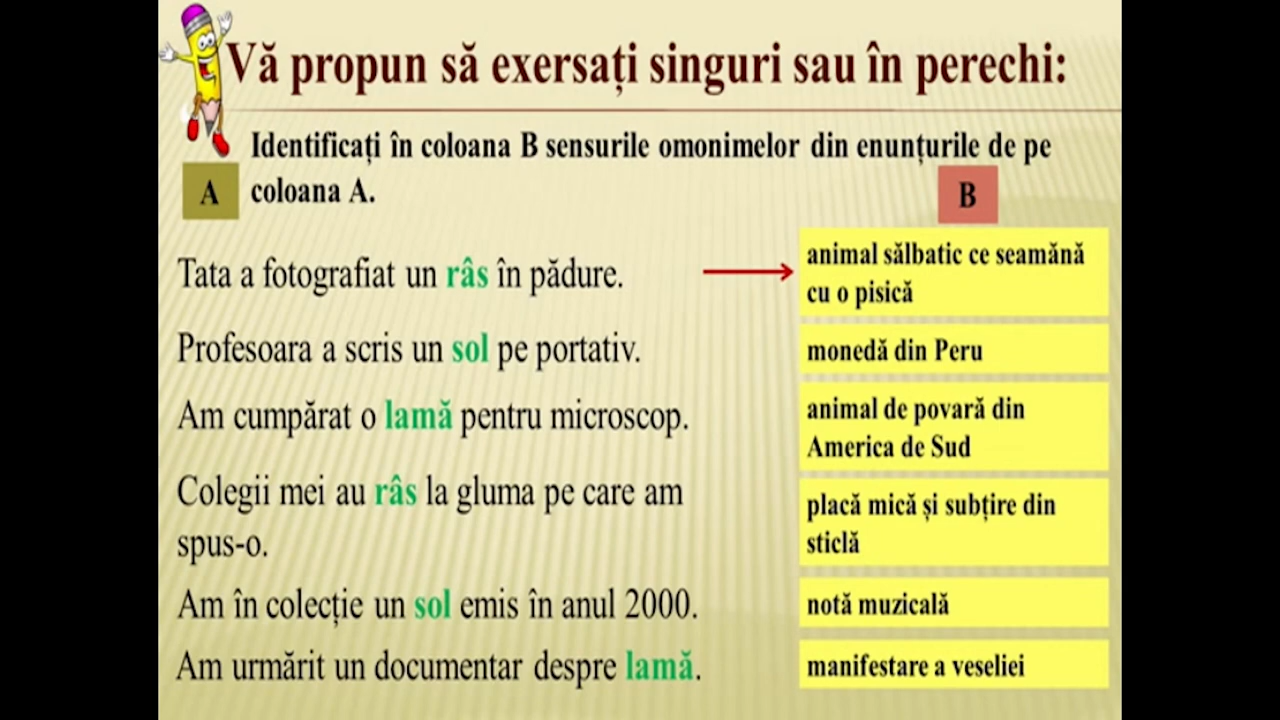 Vă propun să exersați singuri sau în perechi:
Identificați în coloana B sensurile omonimelor din enunțurile de pe
coloana A.
A
B
Tata a fotografiat un râs în pădure.
animal sălbatic ce seamănă
cu o pisică
Profesoara a scris un sol pe portativ.
monedă din Peru
Am cumpărat o lamă pentru microscop.
animal de povară din
America de Sud
Colegii mei au râs la gluma pe care am
spus-o.
placă mică și subțire din
sticlă
Am în colecție un sol emis în anul 2000.
notă muzicală
Am urmărit un documentar despre lamă.
manifestare a veseliei